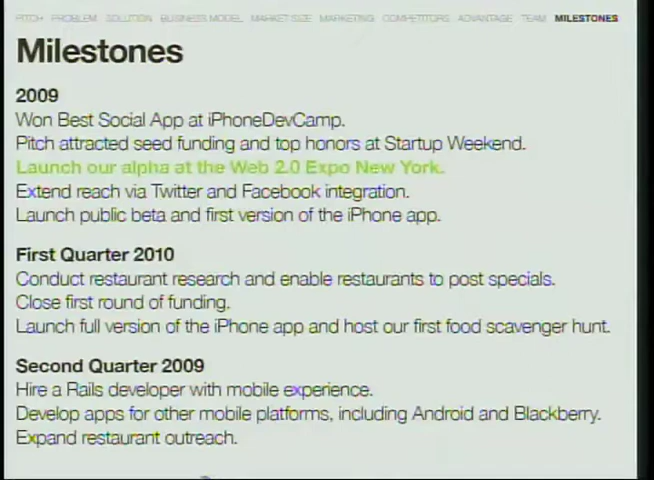 PITCH PROBLEM SOLUTION BUSINESS MODEL MARKET SIZE MARKETING COMPETITORS ADVANTAGE TEAM MILESTONES
Milestones
2009
Won Best Social App at iPhoneDevCamp.
Pitch attracted seed funding and top honors at Startup Weekend.
Launch our alpha at the Web 2.0 Expo New York.
Extend reach via Twitter and Facebook integration.
Launch public beta and first version of the iPhone app.
First Quarter 2010
Conduct restaurant research and enable restaurants to post specials.
Close first round of funding.
Launch full version of the iPhone app and host our first food scavenger hunt.
Second Quarter 2009
Hire a Rails developer with mobile experience.
Develop apps for other mobile platforms, including Android and Blackberry.
Expand restaurant outreach.